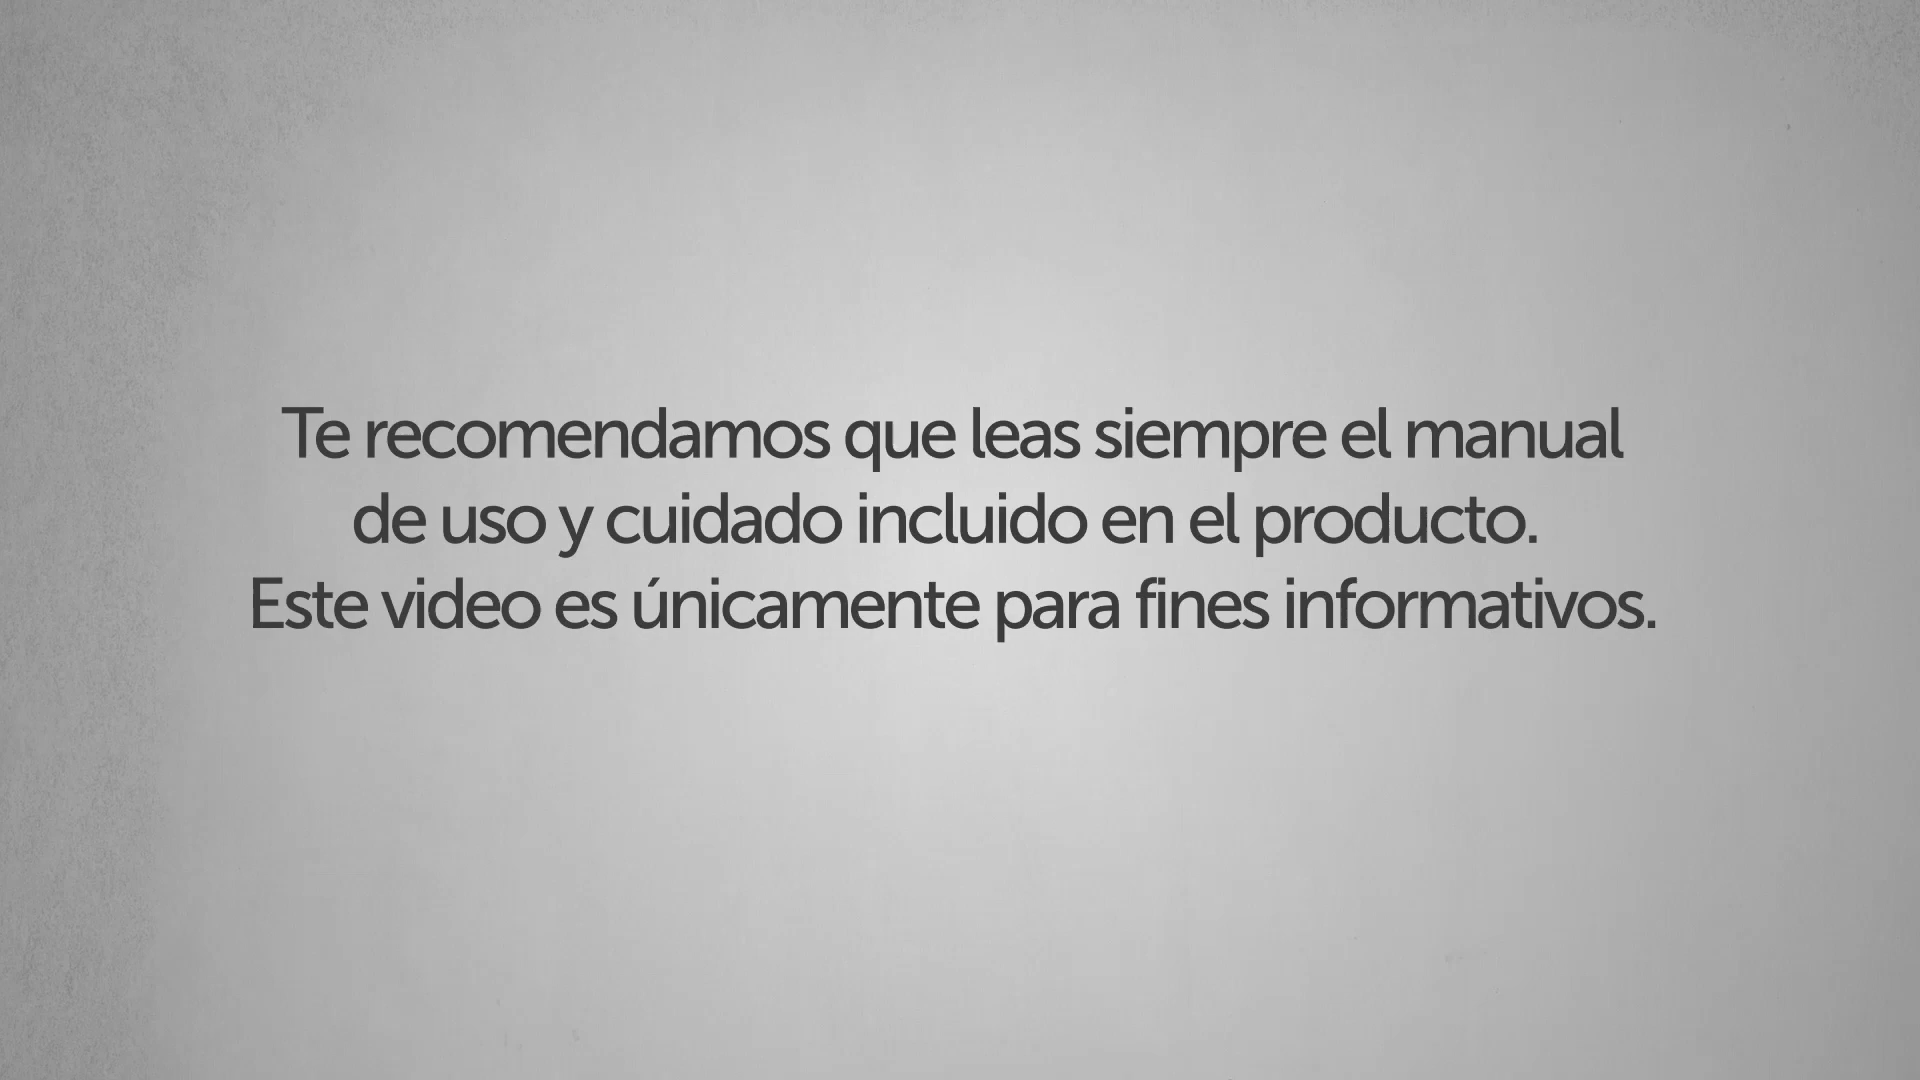 Te recomendamos que leas siempre el manual
de uso y cuidado incluido en el producto.
Este video es únicamente para fines informativos.